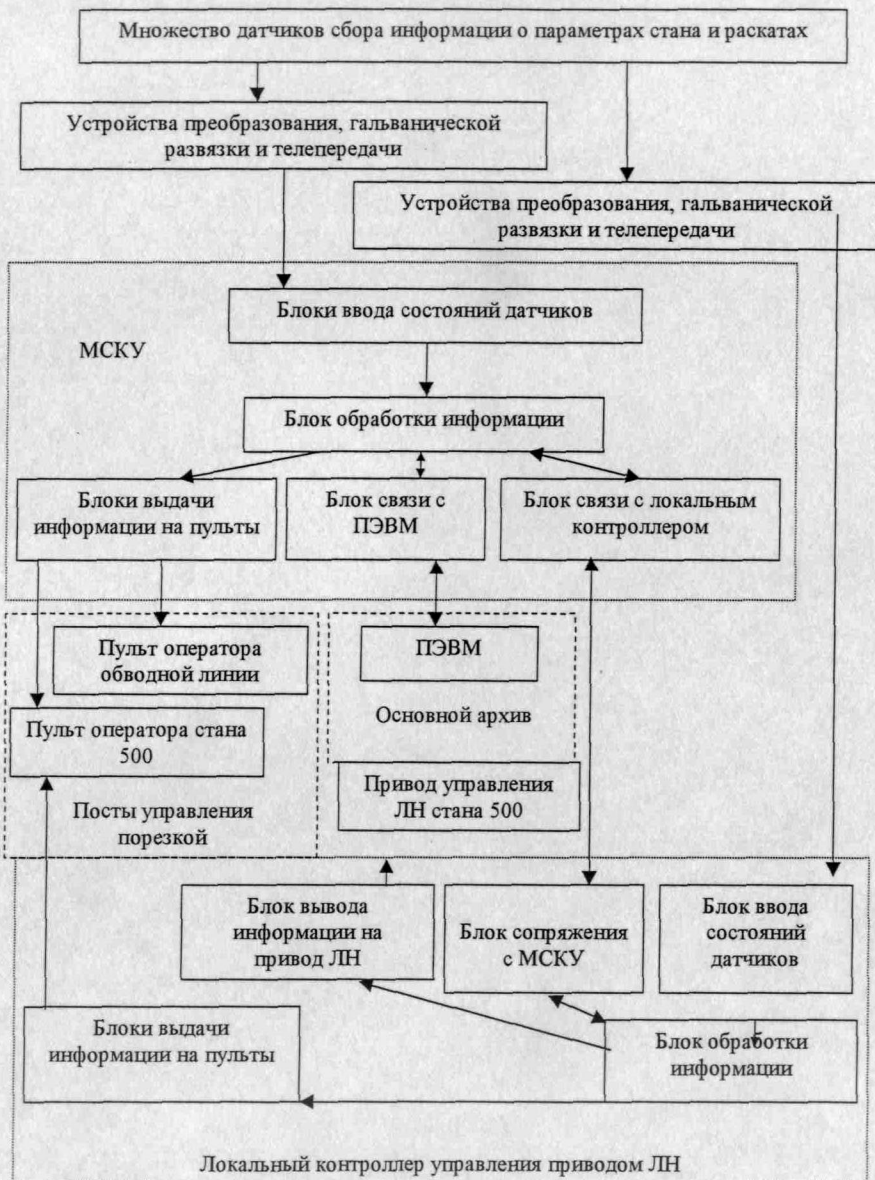 Множество датчиков сбора информации о параметрах стана и раскатах
Устройства преобразования, гальванической
развязки и телепередачи
Устройства преобразования, гальванической
развязки и телепередачи
Блоки ввода состояний датчиков
МСКУ
Блок обработки информации
Блоки выдачи
информации на пульты
Блок связи с
ПЭВМ
Блок связи с локальным
контроллером
Пульт оператора
обводной линии
ПЭВМ
Основной архив
Пульт оператора стана
500
Привод управления
ЛН стана 500
Посты управления
порезкой
Блок вывода
информации на
привод ЛН
Блок сопряжения
с МСКУ
Блок ввода
состояний
датчиков
Блоки выдачи
информации на пульты
Блок обработки
информации
Локальный контроллер управления приводом ЛН